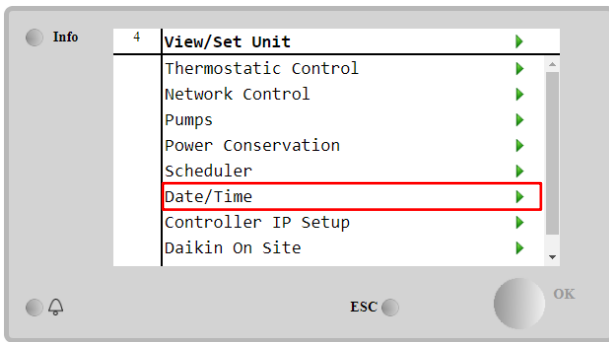 Info
4 View/Set Unit
Thermostatic Control
Network Control
Pumps
Power Conservation
Scheduler
Date/Time
Controller IP Setup
Daikin On Site
ESC
OK